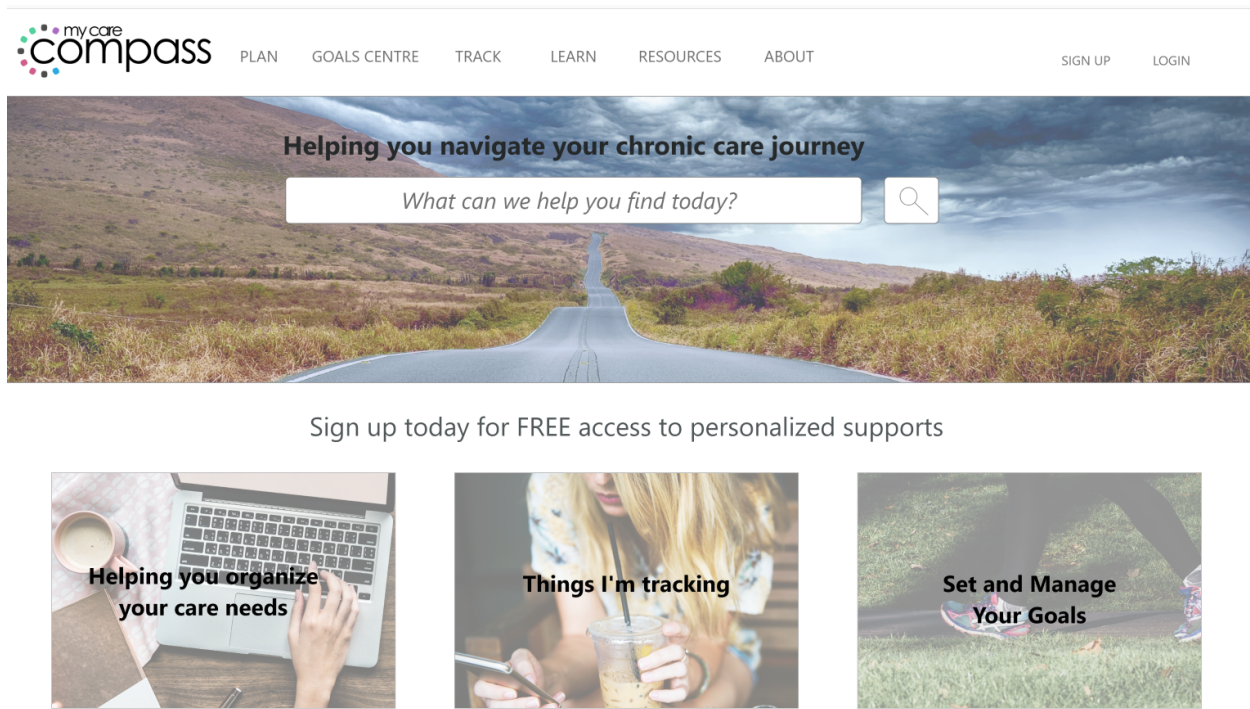 my care
compass
PLAN GOALS CENTRE TRACK LEARN RESOURCES ABOUT SIGN UP LOGIN
Helping you navigate your chronic care journey
What can we help you find today?
Sign up today for FREE access to personalized supports
Helping you organize
your care needs
Things I'm tracking
Set and Manage
Your Goals